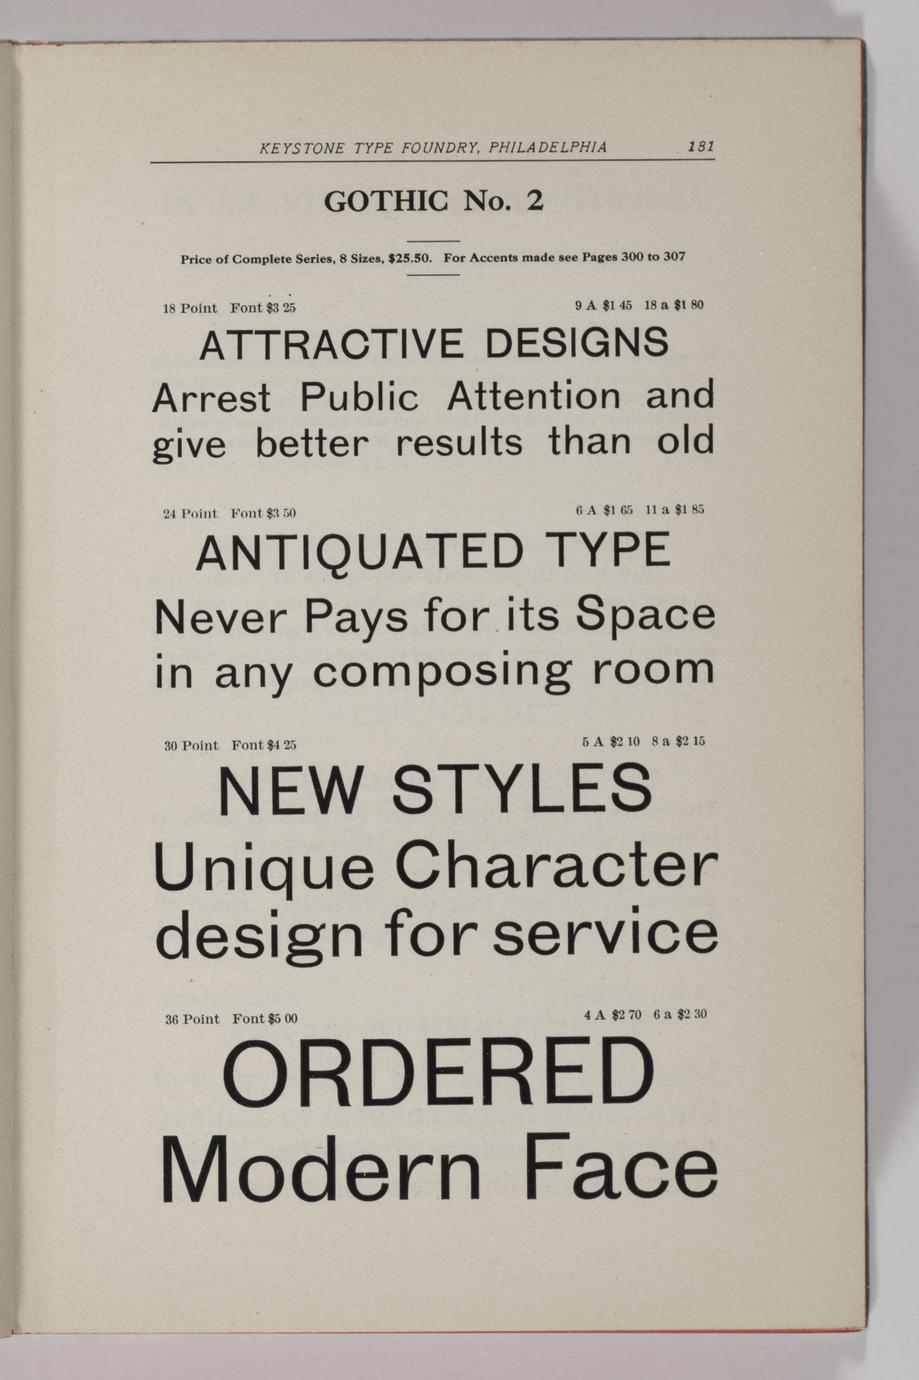 KEYSTONE TYPE FOUNDRY, PHILADELPHIA 181
GOTHIC No. 2
Price of Complete Series, 8 Sizes, $25.50. For Accents made see Pages 300 to 307
18 Point Font $3 25 9 A $1 45 18 a $1 80
ATTRACTIVE DESIGNS
Arrest Public Attention and
give better results than old
24 Point Font $3 50 6 A $1 65 11 a $1 85
ANTIQUATED TYPE
Never Pays for its Space
in any composing room
30 Point Font $4 25 5 A $2 10 8 a $2 15
NEW STYLES
Unique Character
design for service
36 Point Font $5 00 4 A $2 70 6 a $2 30
ORDERED
Modern Face